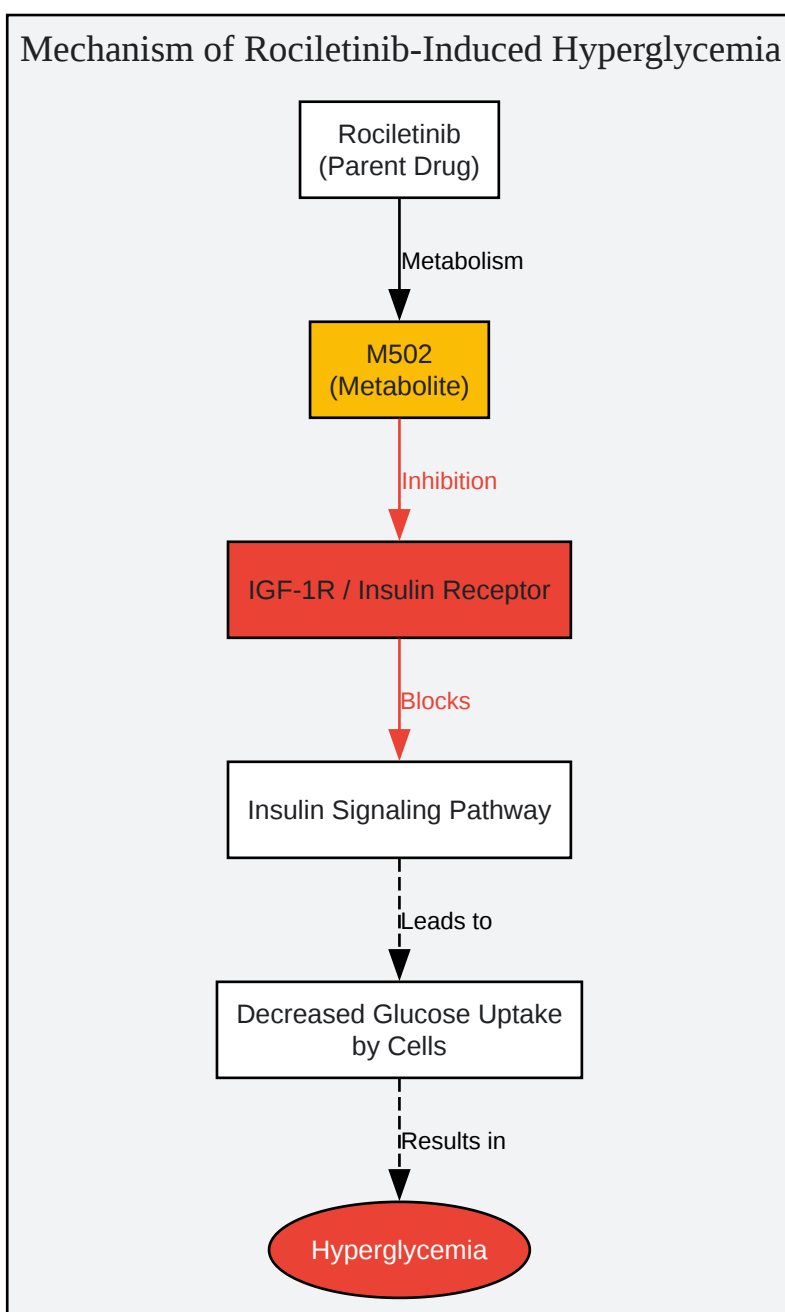 Mechanism of Rociletinib-Induced Hyperglycemia
Rociletinib
(Parent Drug)
Metabolism
M502
(Metabolite)
Inhibition
IGF-1R / Insulin Receptor
Blocks
Insulin Signaling Pathway
Leads to
Decreased Glucose Uptake
by Cells
Results in
Hyperglycemia